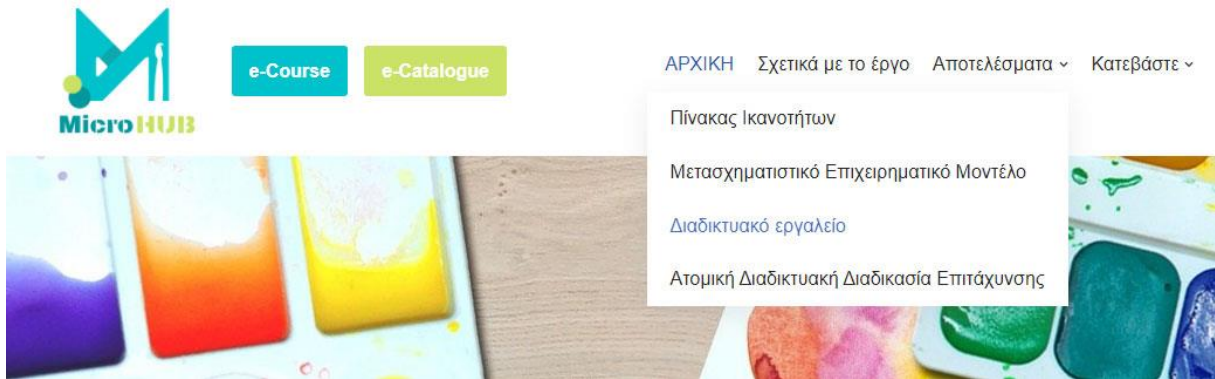 MicroHUB
e-Course
e-Catalogue
ΑΡΧΙΚΗ Σχετικά με το έργο Αποτελέσματα Κατεβάστε
Πίνακας Ικανοτήτων
Μετασχηματιστικό Επιχειρηματικό Μοντέλο
Διαδικτυακό εργαλείο
Ατομική Διαδικτυακή Διαδικασία Επιτάχυνσης